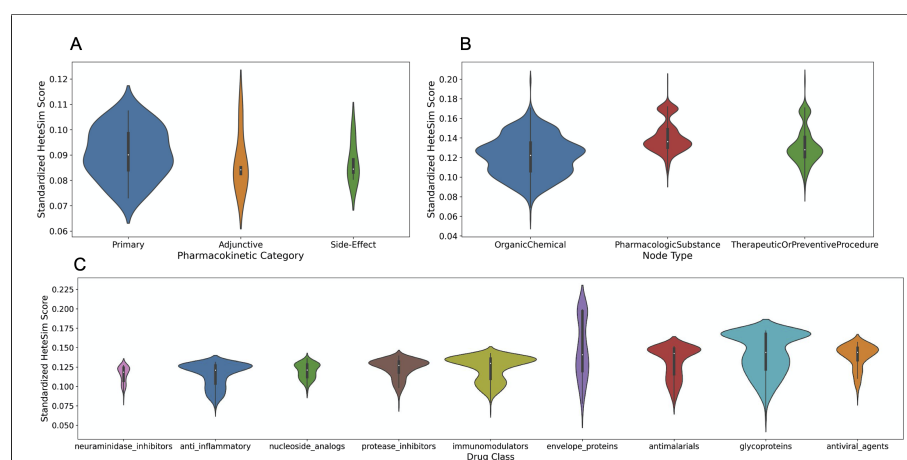 A
Standardized HeteSim Score
0.12
0.11
0.10
0.09
0.08
0.07
0.06
Primary Adjunctive Side-Effect
Pharmacokinetic Category
B
Standardized HeteSim Score
0.20
0.18
0.16
0.14
0.12
0.10
0.08
0.06
0.04
OrganicChemical PharmacologicSubstance TherapeuticOrPreventiveProcedure
Node Type
C
Standardized HeteSim Score
0.225
0.200
0.175
0.150
0.125
0.100
0.075
0.050
neuraminidase_inhibitors anti_inflammatory nucleoside_analogs protease_inhibitors immunomodulators envelope_proteins antimalarials glycoproteins antiviral_agents
Drug Class